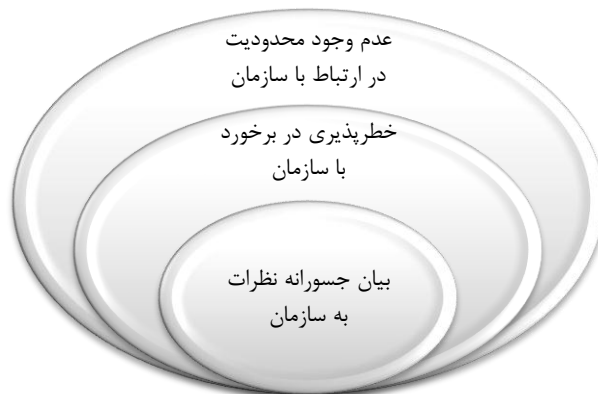 عدم وجود محدودیت
در ارتباط با سازمان
خطرپذیری در برخورد
با سازمان
بیان جسورانه نظرات
به سازمان